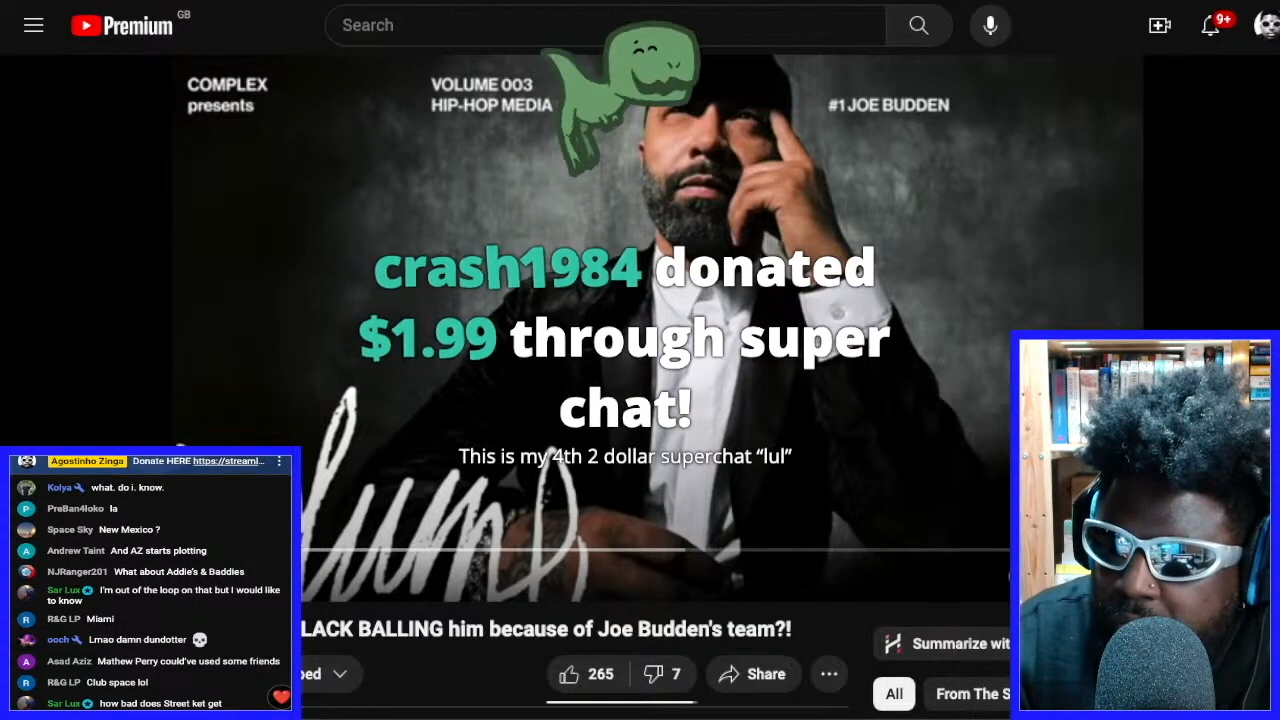 Premium
GB
Search
9+
COMPLEX
presents
VOLUME 003
HIP-HOP MEDIA
#1 JOE BUDDEN
crash1984 donated
$1.99 through super
chat!
This is my 4th 2 dollar superchat “lul”
Agostinho Zinga Donate HERE https://streaml...
Kolya what. do i. know.
P PreBan4loko la
Space Sky New Mexico ?
A Andrew Taint And AZ starts plotting
NJRanger201 What about Addie's & Baddies
Sar Lux I'm out of the loop on that but I would like
to know
R R&G LP Miami
ooch Lmao damn dundotter
A Asad Aziz Mathew Perry could've used some friends
R R&G LP Club space lol
Sar Lux how bad does Street ket get
LACK BALLING him because of Joe Budden's team?!
bed
265
7
Share
Summarize wit
All
From The S